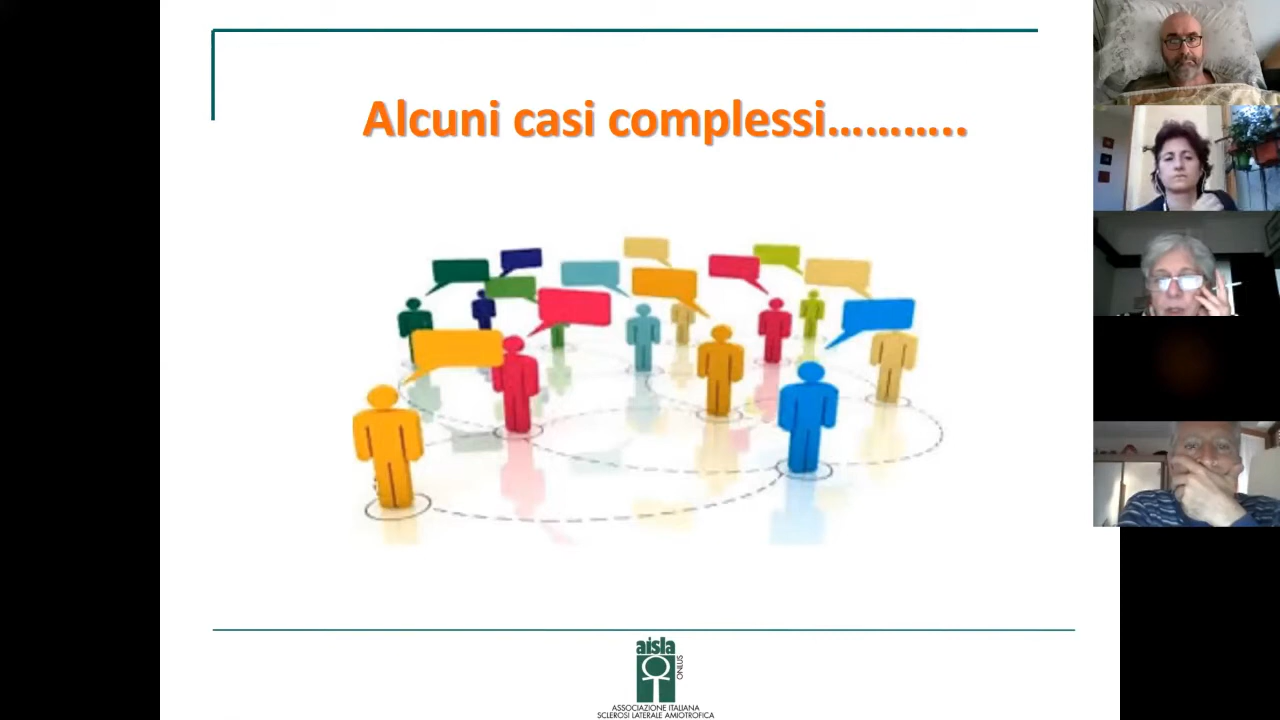 Alcuni casi complessi………..
aisla
ONLUS
ASSOCIAZIONE ITALIANA
SCLEROSI LATERALE AMIOTROFICA